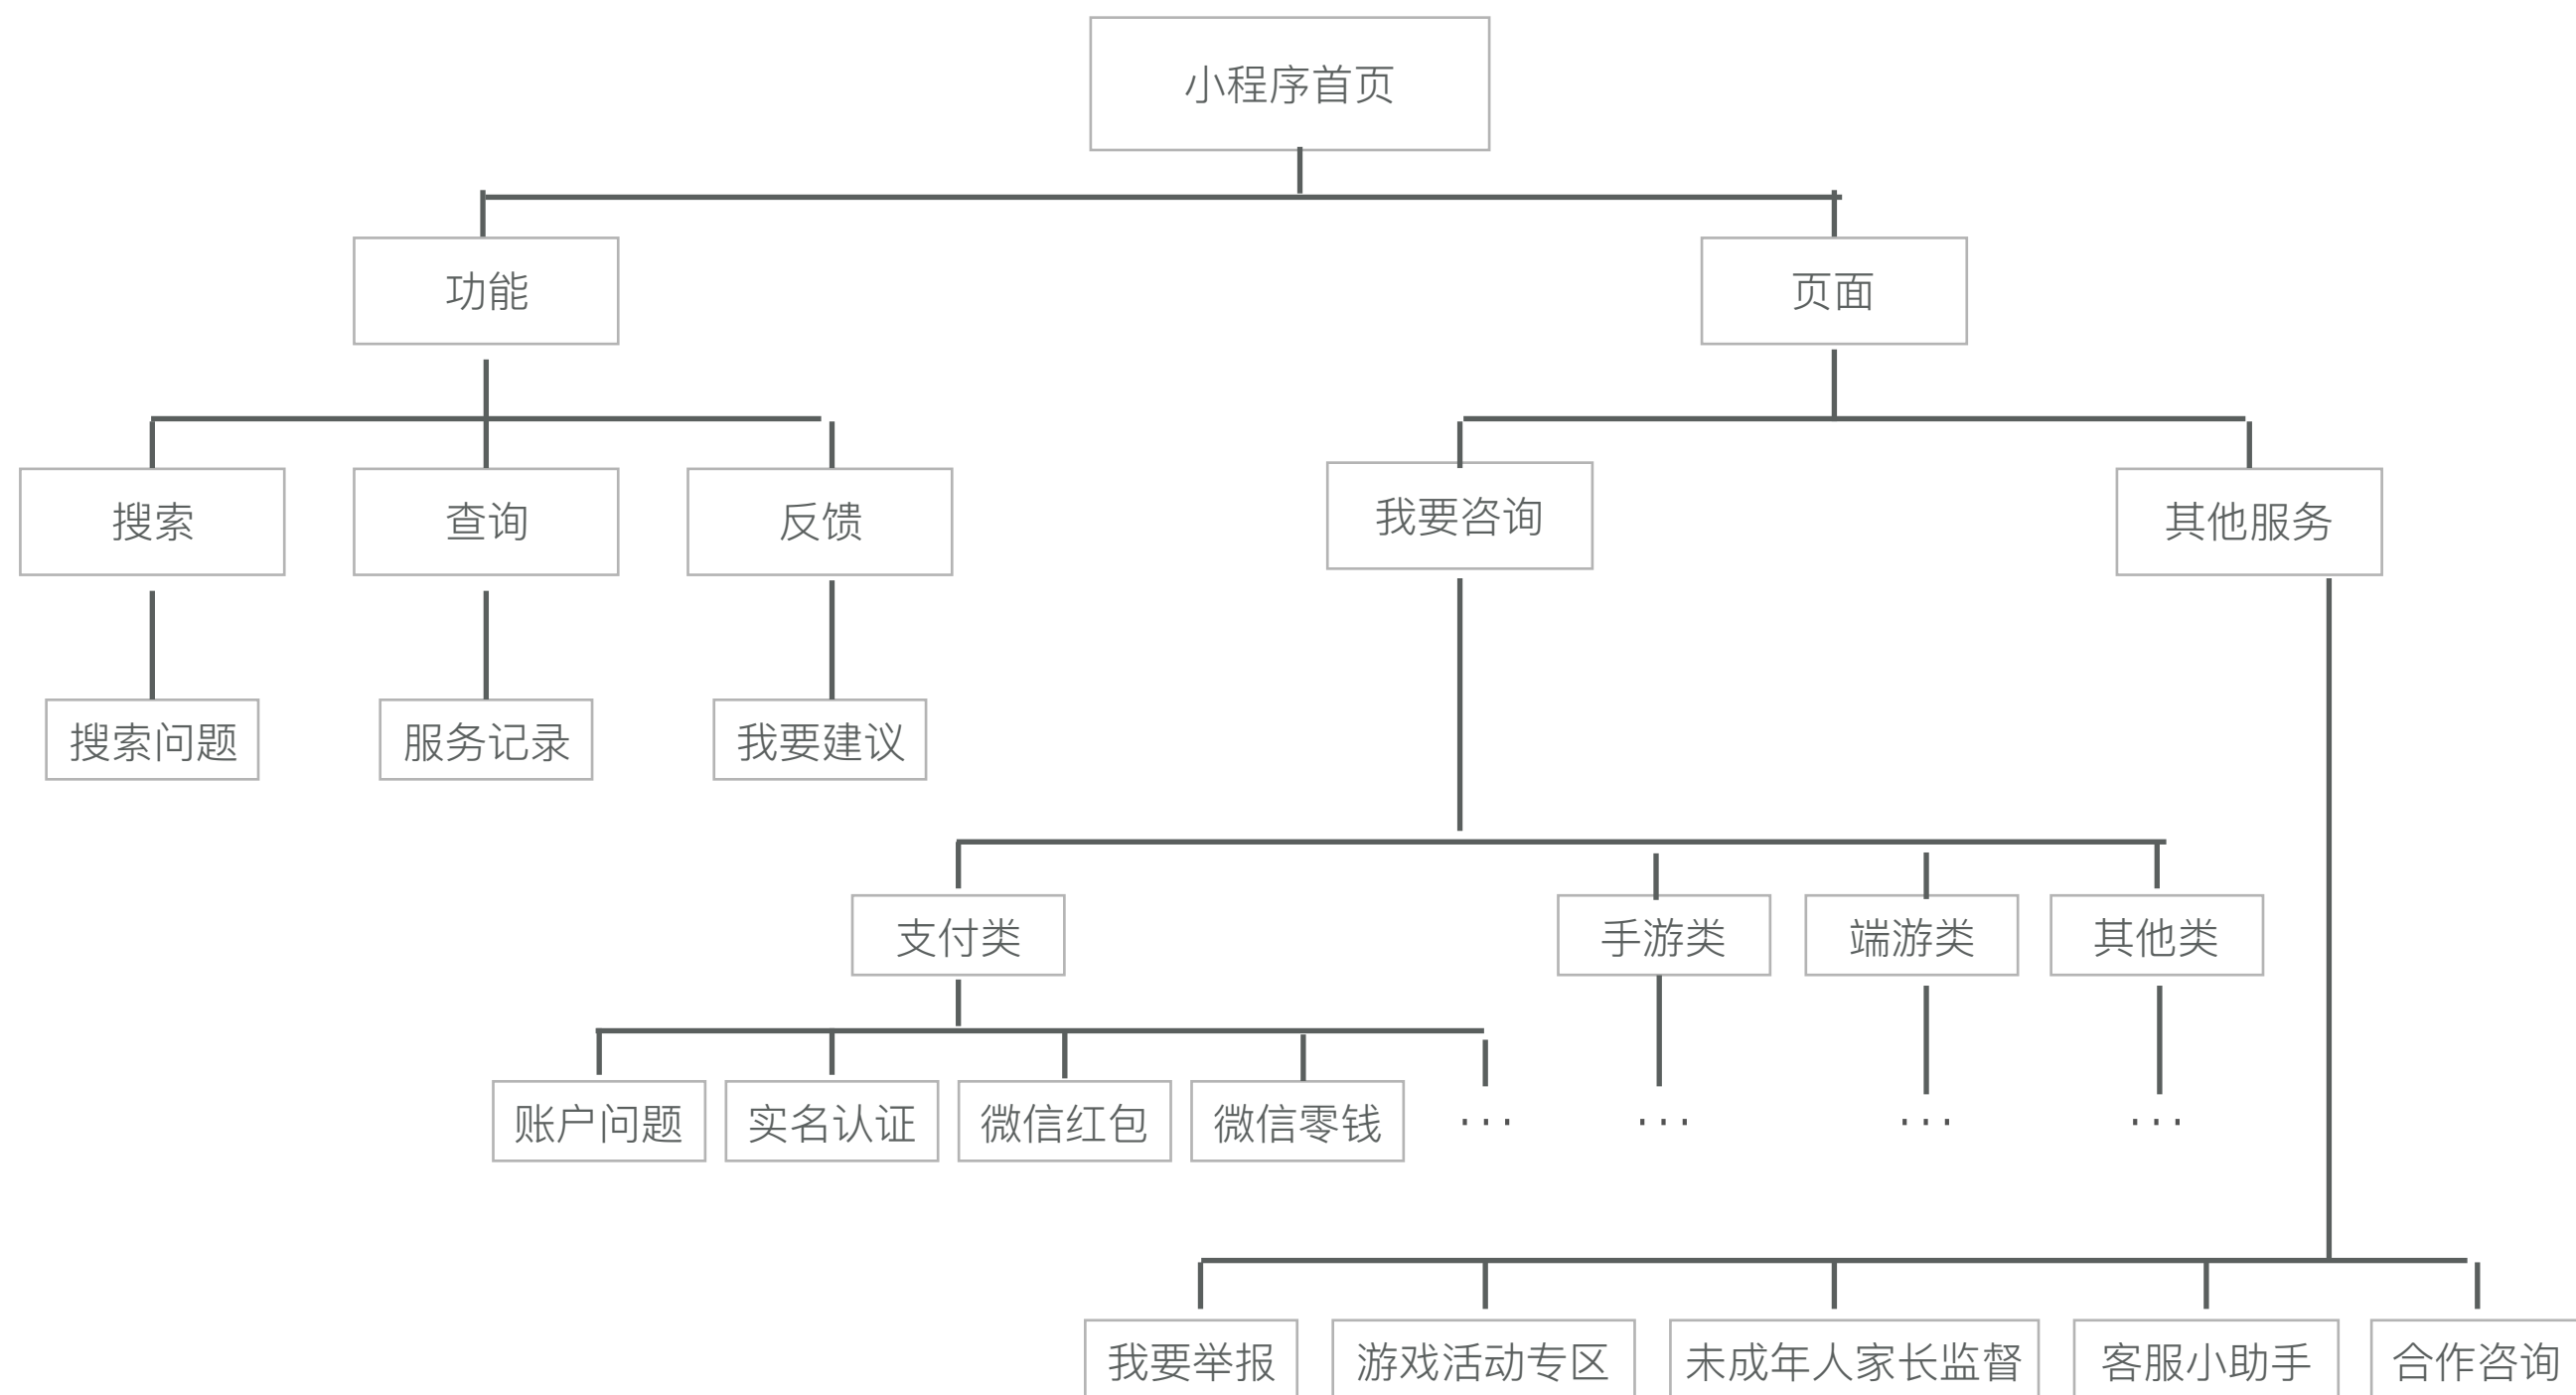 小程序首页
功能
页面
搜索
查询
反馈
我要咨询
其他服务
搜索问题
服务记录
我要建议
支付类
手游类
端游类
其他类
账户问题
实名认证
微信红包
微信零钱
...
...
...
...
我要举报
游戏活动专区
未成年人家长监督
客服小助手
合作咨询